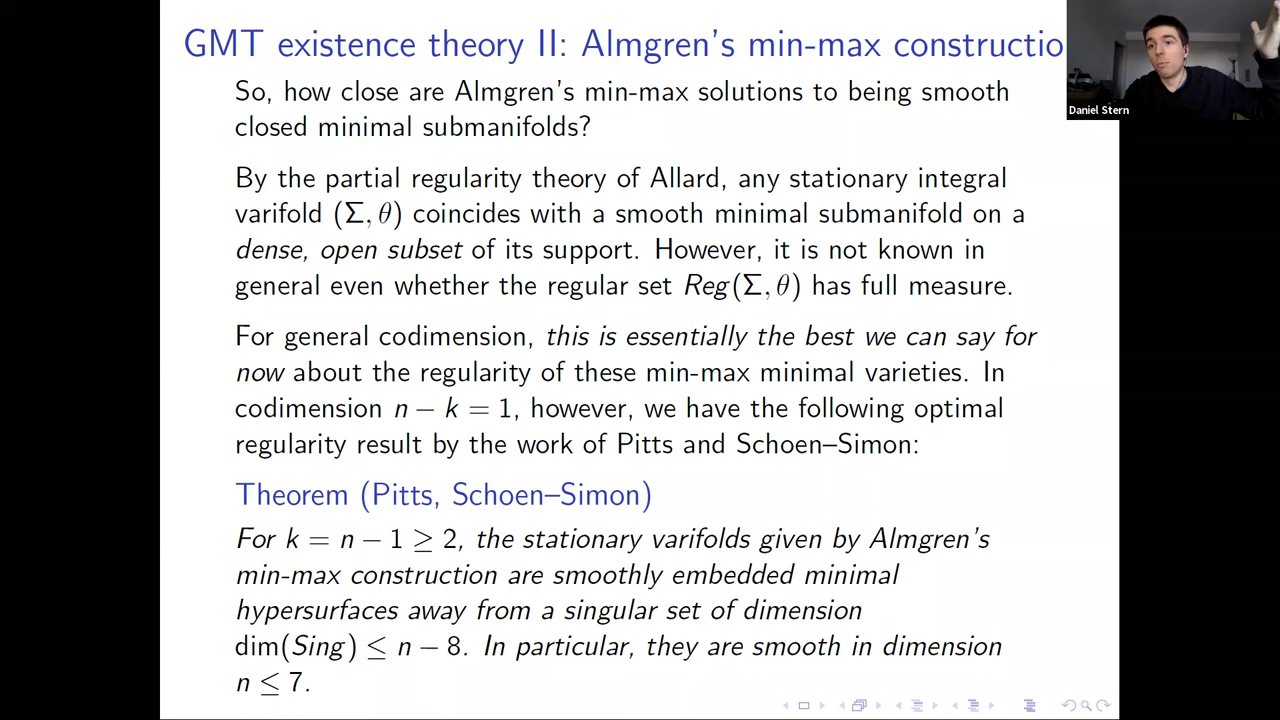 GMT existence theory II: Almgren's min-max constructio
Daniel Stern
So, how close are Almgren's min-max solutions to being smooth
closed minimal submanifolds?
By the partial regularity theory of Allard, any stationary integral
varifold (Σ, θ) coincides with a smooth minimal submanifold on a
dense, open subset of its support. However, it is not known in
general even whether the regular set Reg(Σ, θ) has full measure.
For general codimension, this is essentially the best we can say for
now about the regularity of these min-max minimal varieties. In
codimension n − k = 1, however, we have the following optimal
regularity result by the work of Pitts and Schoen–Simon:
Theorem (Pitts, Schoen–Simon)
For k = n − 1 ≥ 2, the stationary varifolds given by Almgren's
min-max construction are smoothly embedded minimal
hypersurfaces away from a singular set of dimension
dim(Sing) ≤ n − 8. In particular, they are smooth in dimension
n ≤ 7.